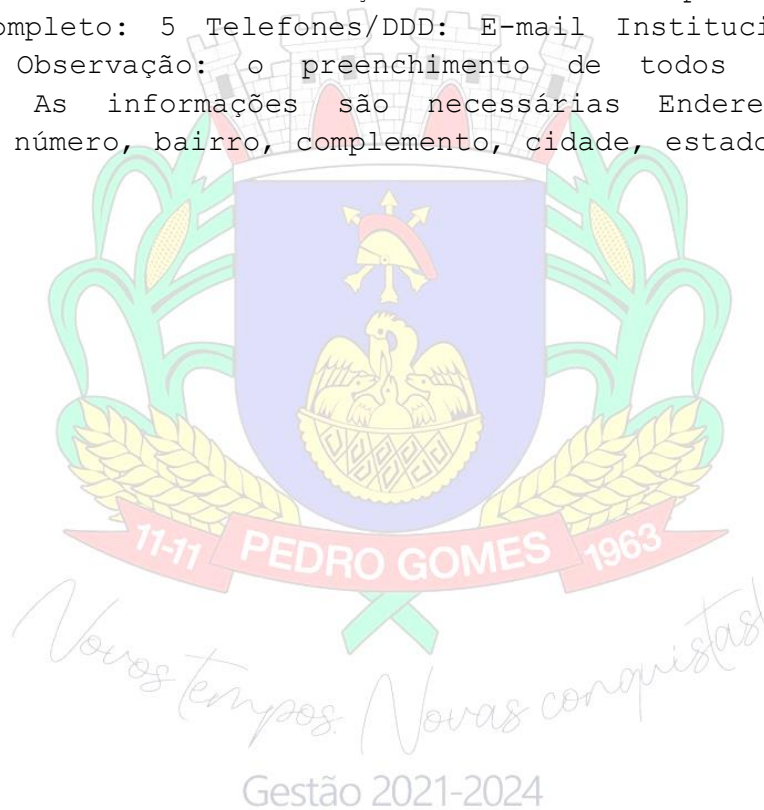 ompleto: 5 Telefones/DDD: E-mail Instituci
Observação: o preenchimento de todos
As informações são necessárias Endere
número, bairro, complemento, cidade, estado
11-11 PEDRO GOMES 1963
Novos tempos. Novas conquistas!
Gestão 2021-2024